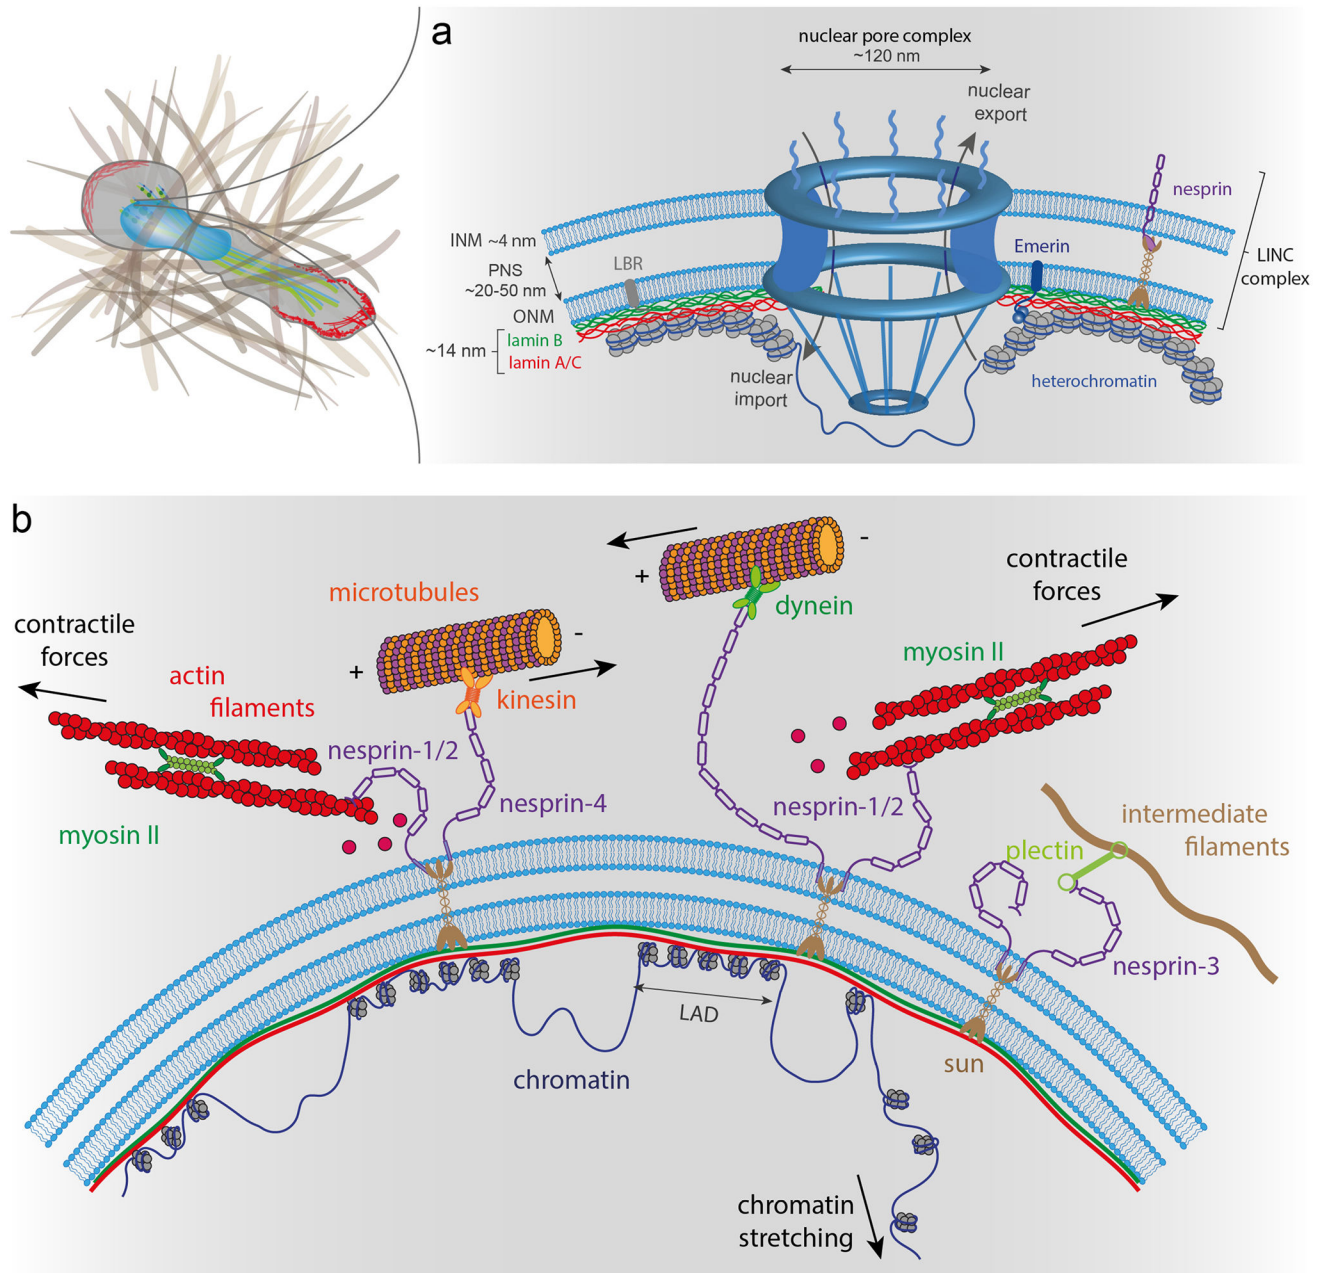 a
nuclear pore complex
~120 nm
nuclear
export
nesprin
INM ~4 nm
Emerin
LBR
PNS
~20-50 nm
LINC
complex
ONM
lamin B
~14 nm
lamin A/C
nuclear
import
heterochromatin
b
-
+
contractile
forces
microtubules
dynein
contractile
forces
-
+
myosin II
actin
filaments
kinesin
nesprin-1/2
nesprin-4
nesprin-1/2
intermediate
filaments
myosin II
plectin
nesprin-3
LAD
sun
chromatin
chromatin
stretching